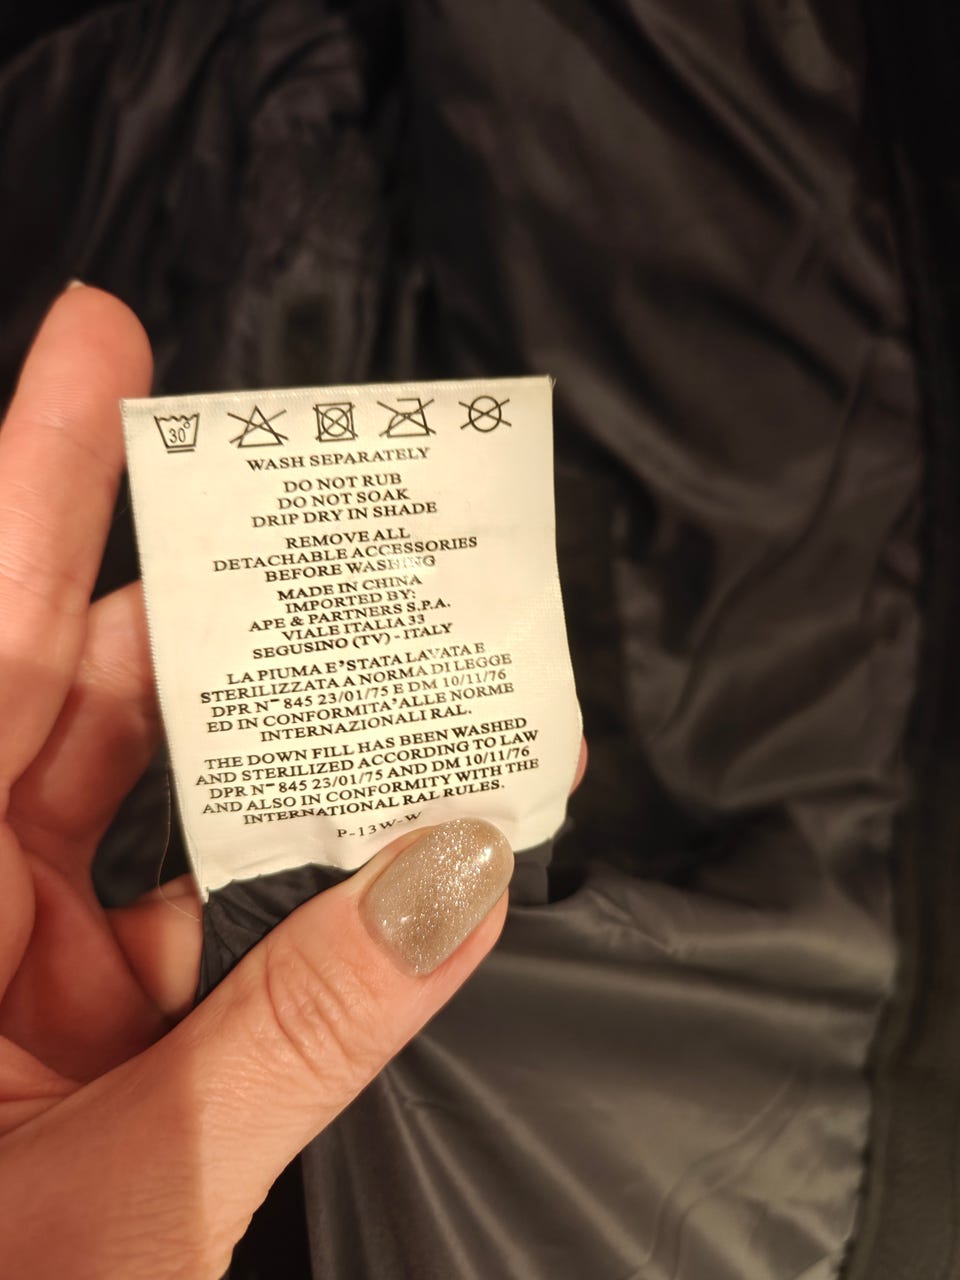 30°
WASH SEPARATELY
DO NOT RUB
DO NOT SOAK
DRIP DRY IN SHADE
REMOVE ALL
DETACHABLE ACCESSORIES
BEFORE WASHING
MADE IN CHINA
IMPORTED BY:
APE & PARTNERS S.P.A.
VIALE ITALIA 33
SEGUSINO (TV) - ITALY
LA PIUMA E'STATA LAVATA E
STERILIZZATA A NORMA DI LEGGE
DPR N¯ 845 23/01/75 E DM 10/11/76
ED IN CONFORMITA'ALLE NORME
INTERNAZIONALI RAL.
THE DOWN FILL HAS BEEN WASHED
AND STERILIZED ACCORDING TO LAW
DPR N¯ 845 23/01/75 AND DM 10/11/76
AND ALSO IN CONFORMITY WITH THE
INTERNATIONAL RAL RULES.
P-13W-W